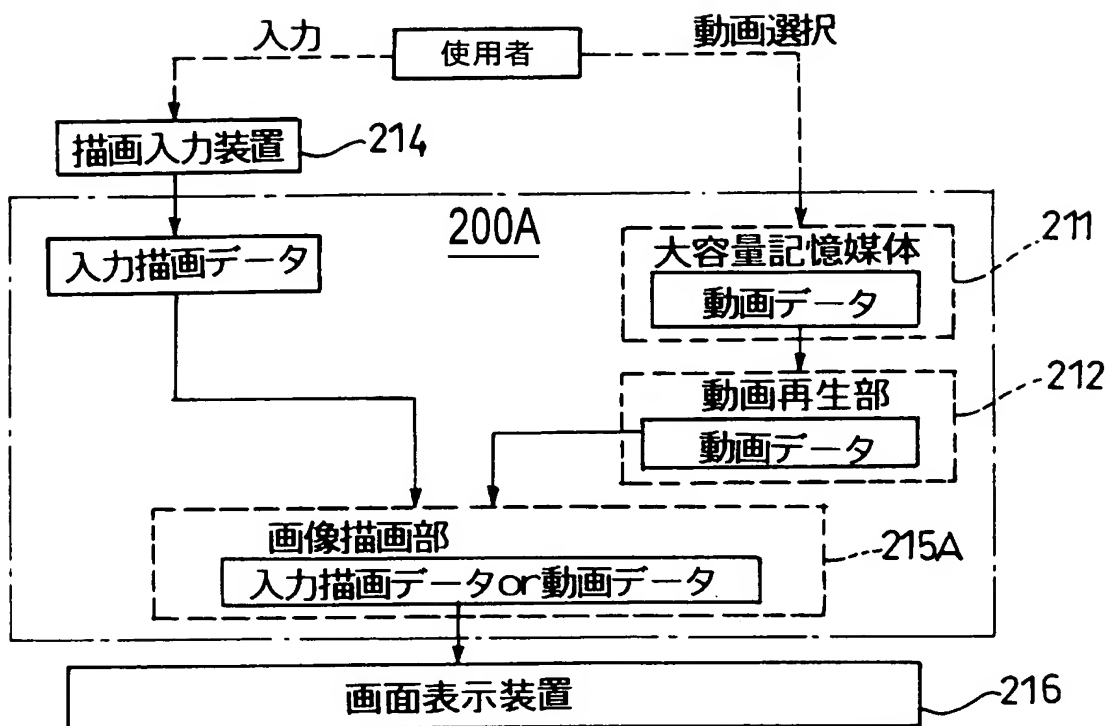 入力
使用者
動画選択
描画入力装置
214
200A
入力描画データ
大容量記憶媒体
211
動画データ
動画再生部
212
動画データ
画像描画部
215A
入力描画データor動画データ
画面表示装置
216